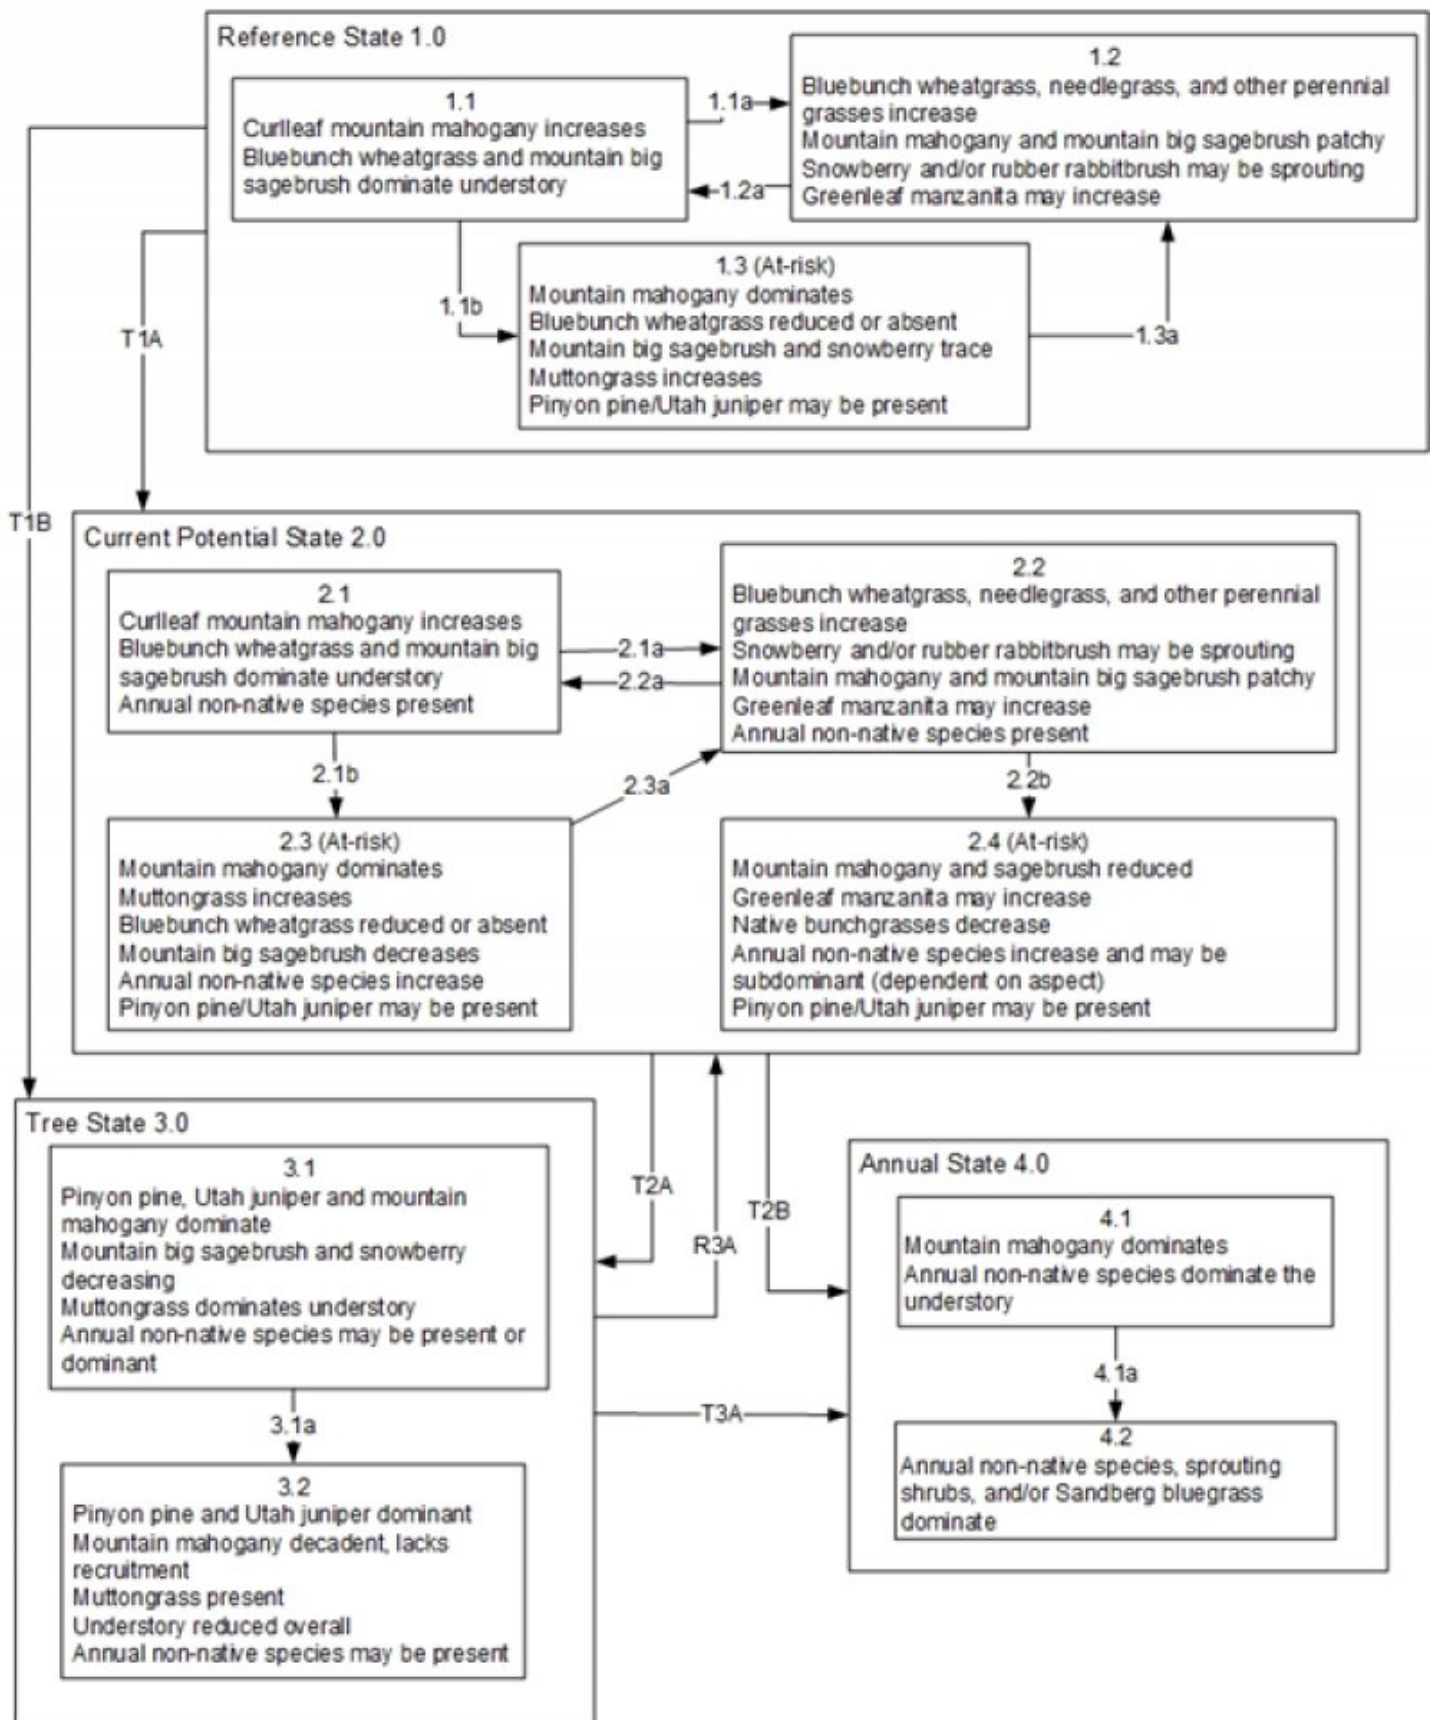 Reference State 1.0
1.1
Curlleaf mountain mahogany increases
Bluebunch wheatgrass and mountain big
sagebrush dominate understory
1.1a
1.2a
1.2
Bluebunch wheatgrass, needlegrass, and other perennial
grasses increase
Mountain mahogany and mountain big sagebrush patchy
Snowberry and/or rubber rabbitbrush may be sprouting
Greenleaf manzanita may increase
1.1b
1.3 (At-risk)
Mountain mahogany dominates
Bluebunch wheatgrass reduced or absent
Mountain big sagebrush and snowberry trace
Muttongrass increases
Pinyon pine/Utah juniper may be present
1.3a
T1A
T1B
Current Potential State 2.0
2.1
Curlleaf mountain mahogany increases
Bluebunch wheatgrass and mountain big
sagebrush dominate understory
Annual non-native species present
2.1a
2.2a
2.2
Bluebunch wheatgrass, needlegrass, and other perennial
grasses increase
Snowberry and/or rubber rabbitbrush may be sprouting
Mountain mahogany and mountain big sagebrush patchy
Greenleaf manzanita may increase
Annual non-native species present
2.1b
2.3a
2.2b
2.3 (At-risk)
Mountain mahogany dominates
Muttongrass increases
Bluebunch wheatgrass reduced or absent
Mountain big sagebrush decreases
Annual non-native species increase
Pinyon pine/Utah juniper may be present
2.4 (At-risk)
Mountain mahogany and sagebrush reduced
Greenleaf manzanita may increase
Native bunchgrasses decrease
Annual non-native species increase and may be
subdominant (dependent on aspect)
Pinyon pine/Utah juniper may be present
T2A
R3A
T2B
Tree State 3.0
3.1
Pinyon pine, Utah juniper and mountain
mahogany dominate
Mountain big sagebrush and snowberry
decreasing
Muttongrass dominates understory
Annual non-native species may be present or
dominant
3.1a
3.2
Pinyon pine and Utah juniper dominant
Mountain mahogany decadent, lacks
recruitment
Muttongrass present
Understory reduced overall
Annual non-native species may be present
T3A
Annual State 4.0
4.1
Mountain mahogany dominates
Annual non-native species dominate the
understory
4.1a
4.2
Annual non-native species, sprouting
shrubs, and/or Sandberg bluegrass
dominate